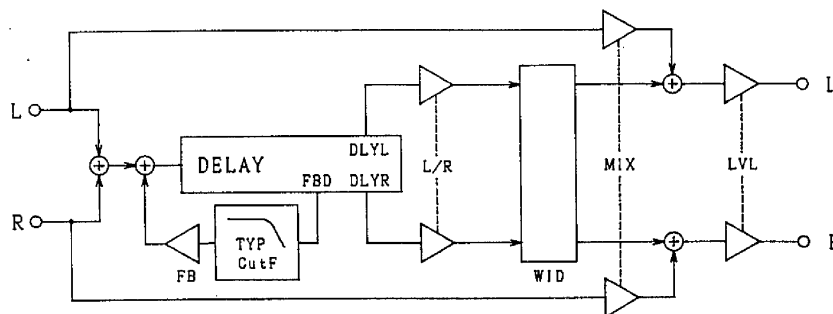 L
L
DLYL
DELAY
L/R
MIX
LVL
FBD
DLYR
R
TYP
CutF
FB
WID